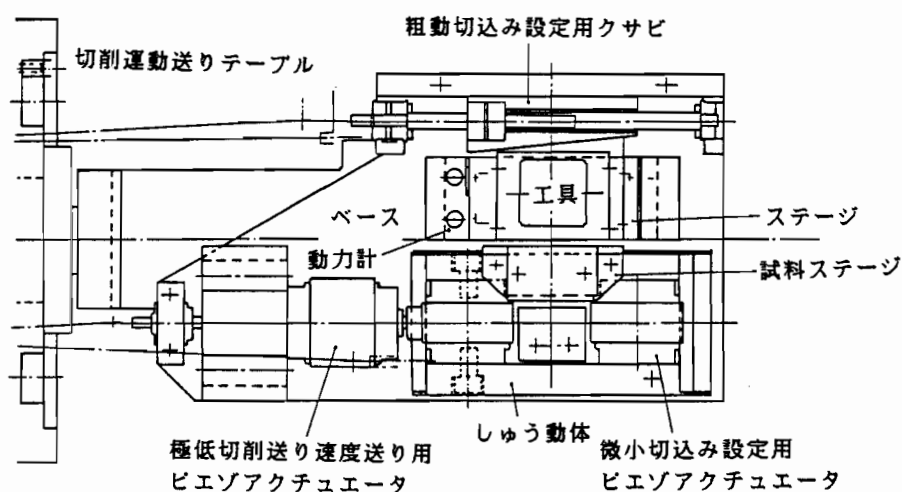 粗動切込み設定用クサビ
切削運動送りテーブル
工具
ベース
ステージ
動力計
試料ステージ
しゅう動体
極低切削送り速度送り用
ピエゾアクチュエータ
微小切込み設定用
ピエゾアクチュエータ